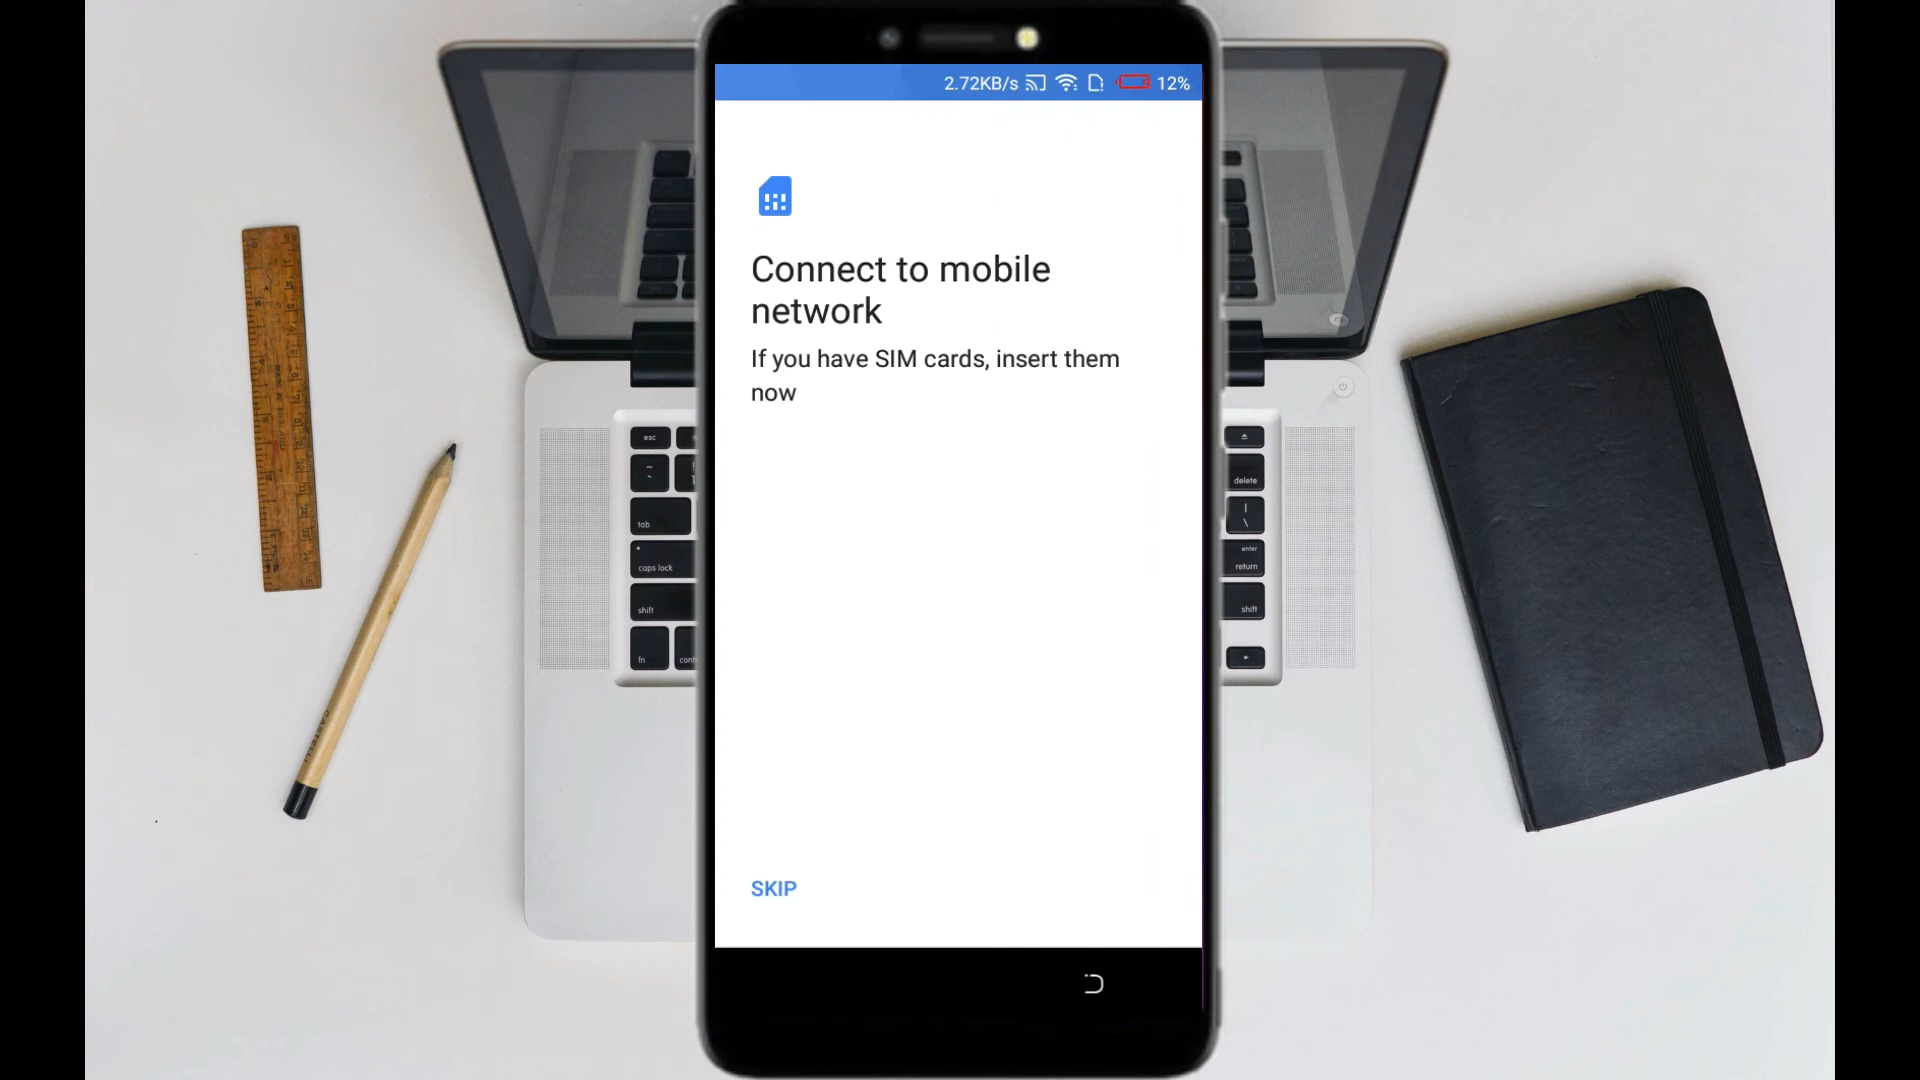 2.72KB/s 12%
Connect to mobile
network
If you have SIM cards, insert them
now
SKIP
esc
~
`
tab
caps lock
shift
fn
delete
|
\
enter
return
shift